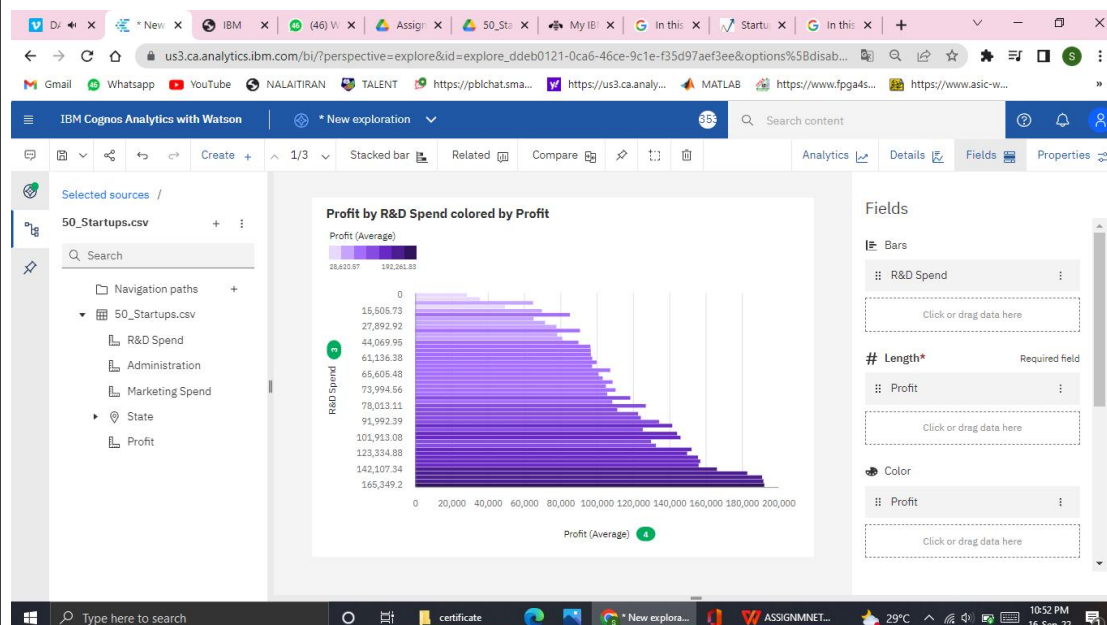 DA
* New
IBM
(46) W
Assign
50_Sta
My IB
In this
Startu
In this
us3.ca.analytics.ibm.com/bi/?perspective=explore&id=explore_ddeb0121-0ca6-46ce-9c1e-f35d97aef3ee&options%5Bdisab...
S
Gmail
Whatsapp
YouTube
NALAITIRAN
TALENT
https://pblchat.sma...
https://us3.ca.analy...
MATLAB
https://www.fpga4s...
https://www.asic-w...
»
IBM Cognos Analytics with Watson
* New exploration
353
Search content
Create +
1/3
Stacked bar
Related
Compare
Analytics
Details
Fields
Properties
Selected sources /
50_Startups.csv
Search
Navigation paths
50_Startups.csv
R&D Spend
Administration
Marketing Spend
State
Profit
Profit by R&D Spend colored by Profit
Profit (Average)
28,620.57 192,261.83
R&D Spend
3
0
15,505.73
27,892.92
44,069.95
61,136.38
66,605.48
73,994.56
78,013.11
91,992.39
101,913.08
123,334.88
142,107.34
165,349.2
0 20,000 40,000 60,000 80,000 100,000 120,000 140,000 160,000 180,000 200,000
Profit (Average) 4
Fields
Bars
R&D Spend
Click or drag data here
# Length* Required field
Profit
Click or drag data here
Color
Profit
Click or drag data here
Type here to search
certificate
* New explora...
ASSIGNMNET...
29°C
10:52 PM
16-Sep-22